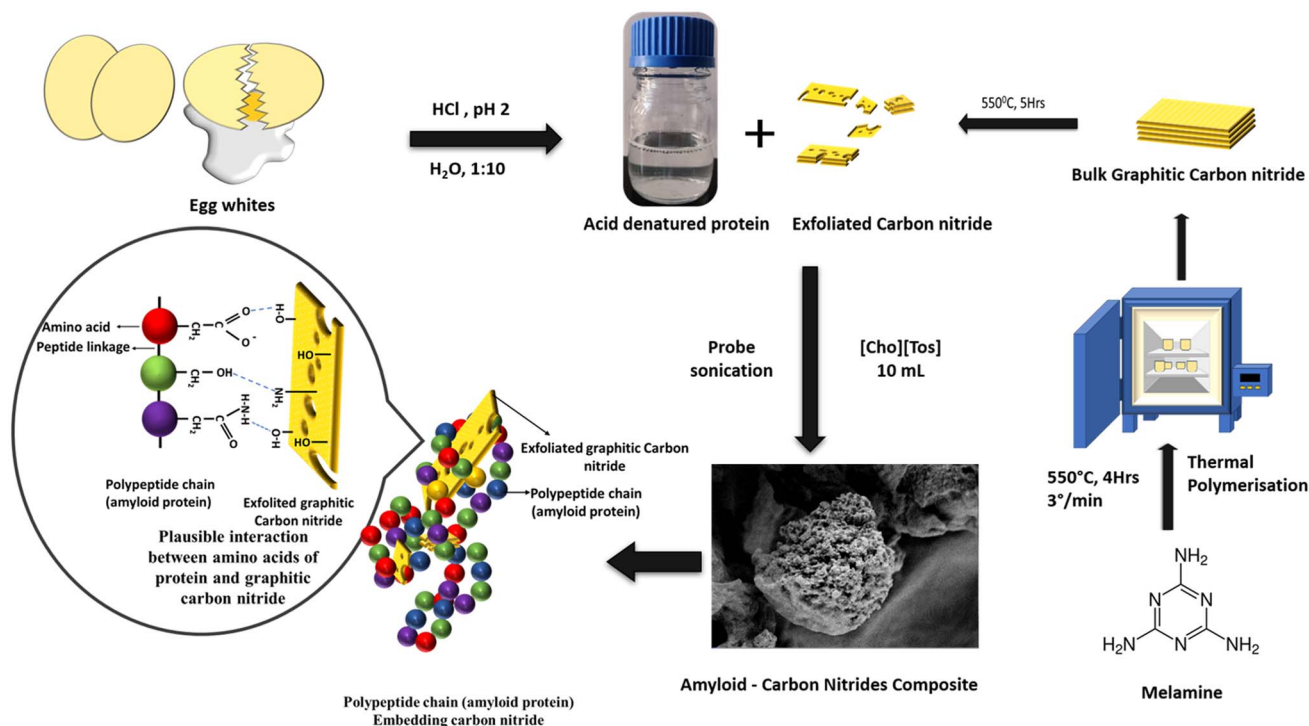 Egg whites
HCl , pH 2
H₂O, 1:10
Acid denatured protein
+
Exfoliated Carbon nitride
550⁰C, 5Hrs
Bulk Graphitic Carbon nitride
550°C, 4Hrs
3°/min
Thermal
Polymerisation
NH₂
N
N
N
H₂N
NH₂
Melamine
Probe
sonication
[Cho][Tos]
10 mL
Amyloid - Carbon Nitrides Composite
Exfoliated graphitic Carbon
nitride
Polypeptide chain
(amyloid protein)
Polypeptide chain (amyloid protein)
Embedding carbon nitride
Amino acid
Peptide linkage
CH₂
C
O
O⁻
H-O
HO
CH₂
OH
NH₂
CH₂
C
O
N-H
H
O-H
HO
Polypeptide chain
(amyloid protein)
Exfolited graphitic
Carbon nitride
Plausible interaction
between amino acids of
protein and graphitic
carbon nitride